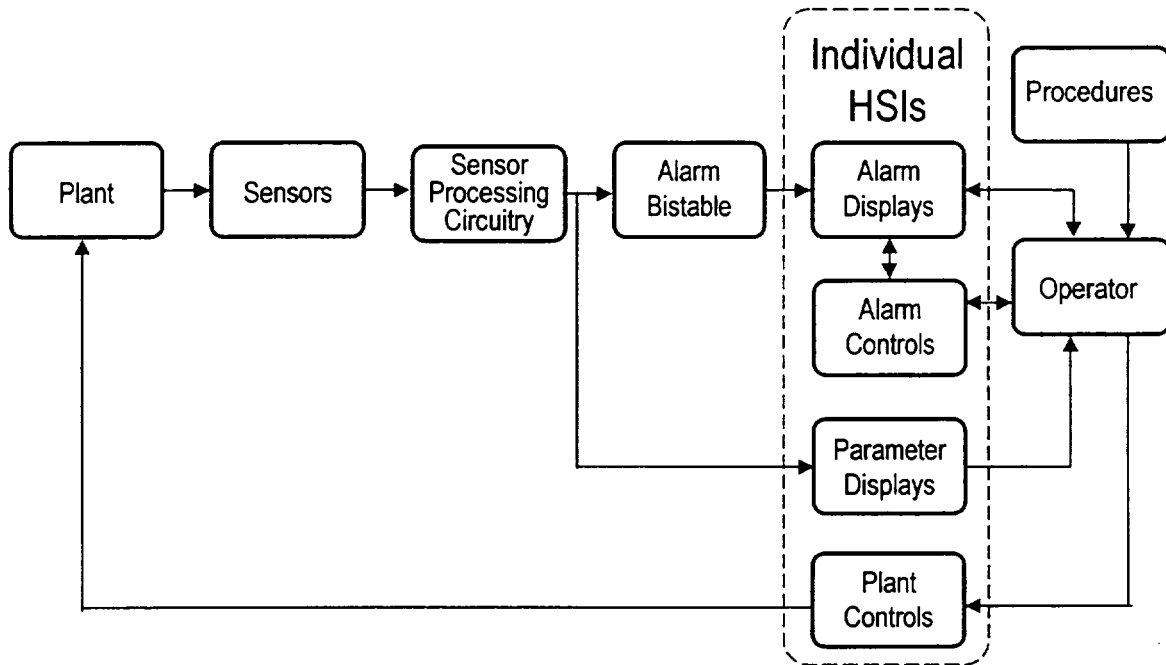 Individual
HSIs
Procedures
Plant
Sensors
Sensor
Processing
Circuitry
Alarm
Bistable
Alarm
Displays
Operator
Alarm
Controls
Parameter
Displays
Plant
Controls